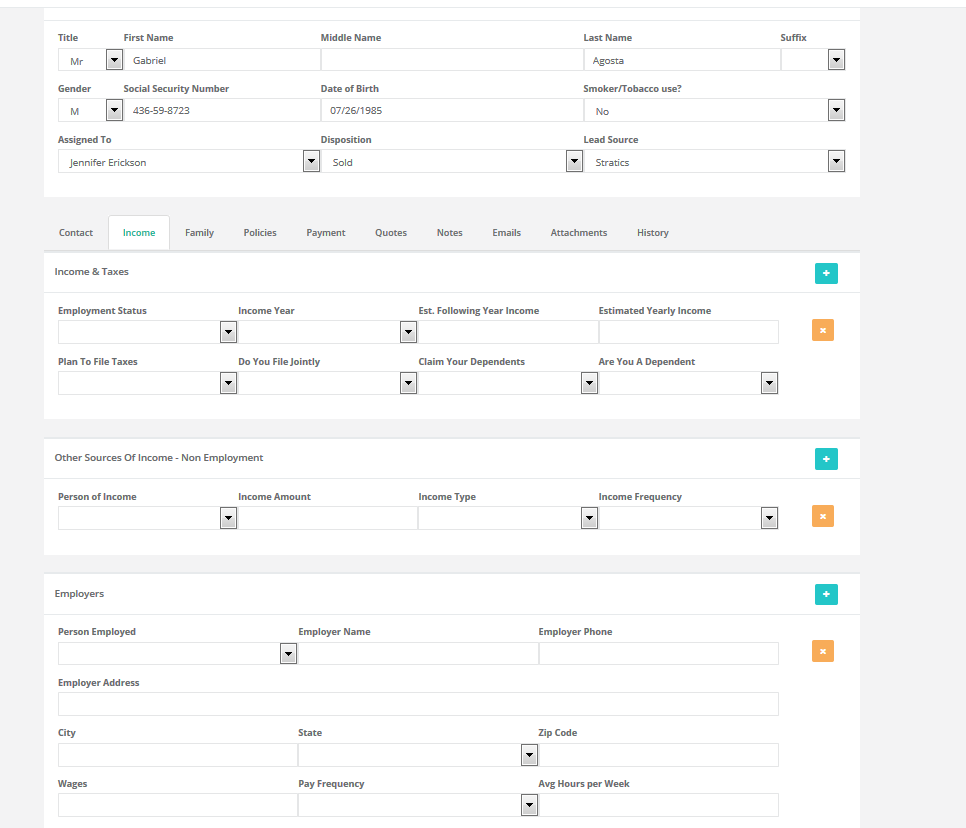 Title First Name Middle Name Last Name Suffix
Mr Gabriel Agosta
Gender Social Security Number Date of Birth Smoker/Tobacco use?
M 436-59-8723 07/26/1985 No
Assigned To Disposition Lead Source
Jennifer Erickson Sold Stratics
Contact Income Family Policies Payment Quotes Notes Emails Attachments History
Income & Taxes
Employment Status Income Year Est. Following Year Income Estimated Yearly Income
Plan To File Taxes Do You File Jointly Claim Your Dependents Are You A Dependent
Other Sources Of Income - Non Employment
Person of Income Income Amount Income Type Income Frequency
Employers
Person Employed Employer Name Employer Phone
Employer Address
City State Zip Code
Wages Pay Frequency Avg Hours per Week